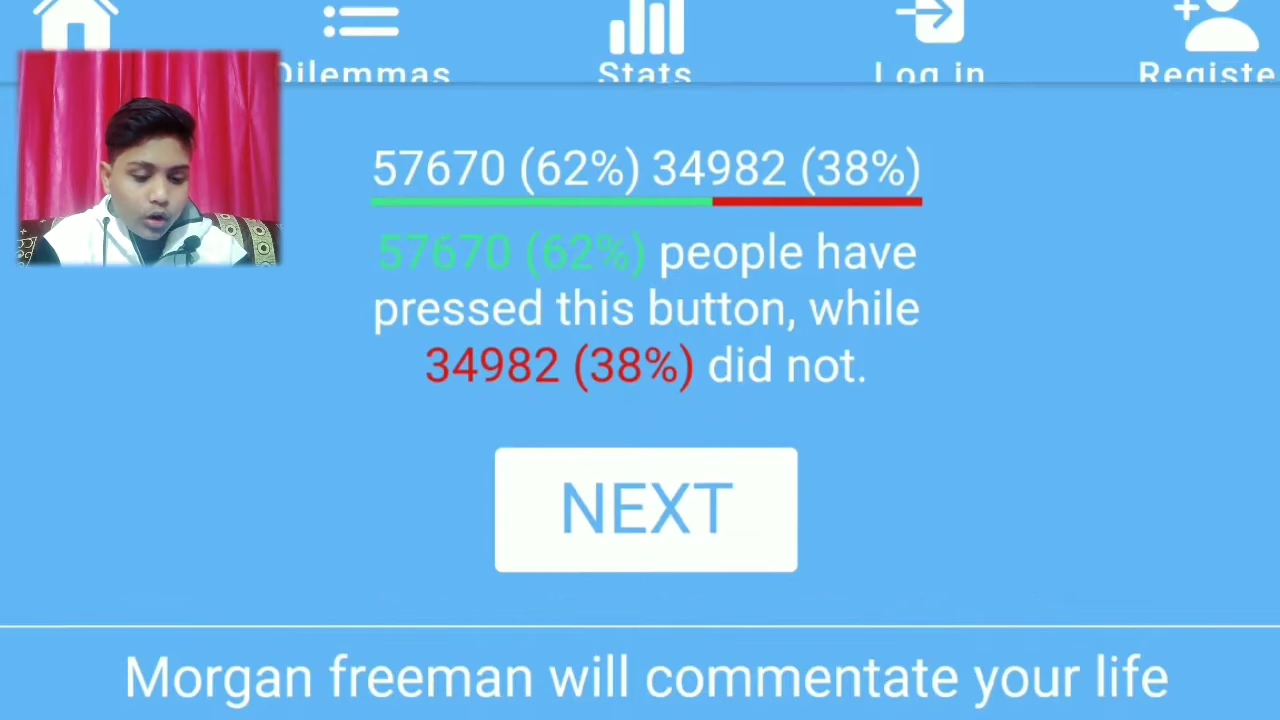 Dilemmas Stats Log in Registe
57670 (62%) 34982 (38%)
57670 (62%) people have
pressed this button, while
34982 (38%) did not.
NEXT
Morgan freeman will commentate your life